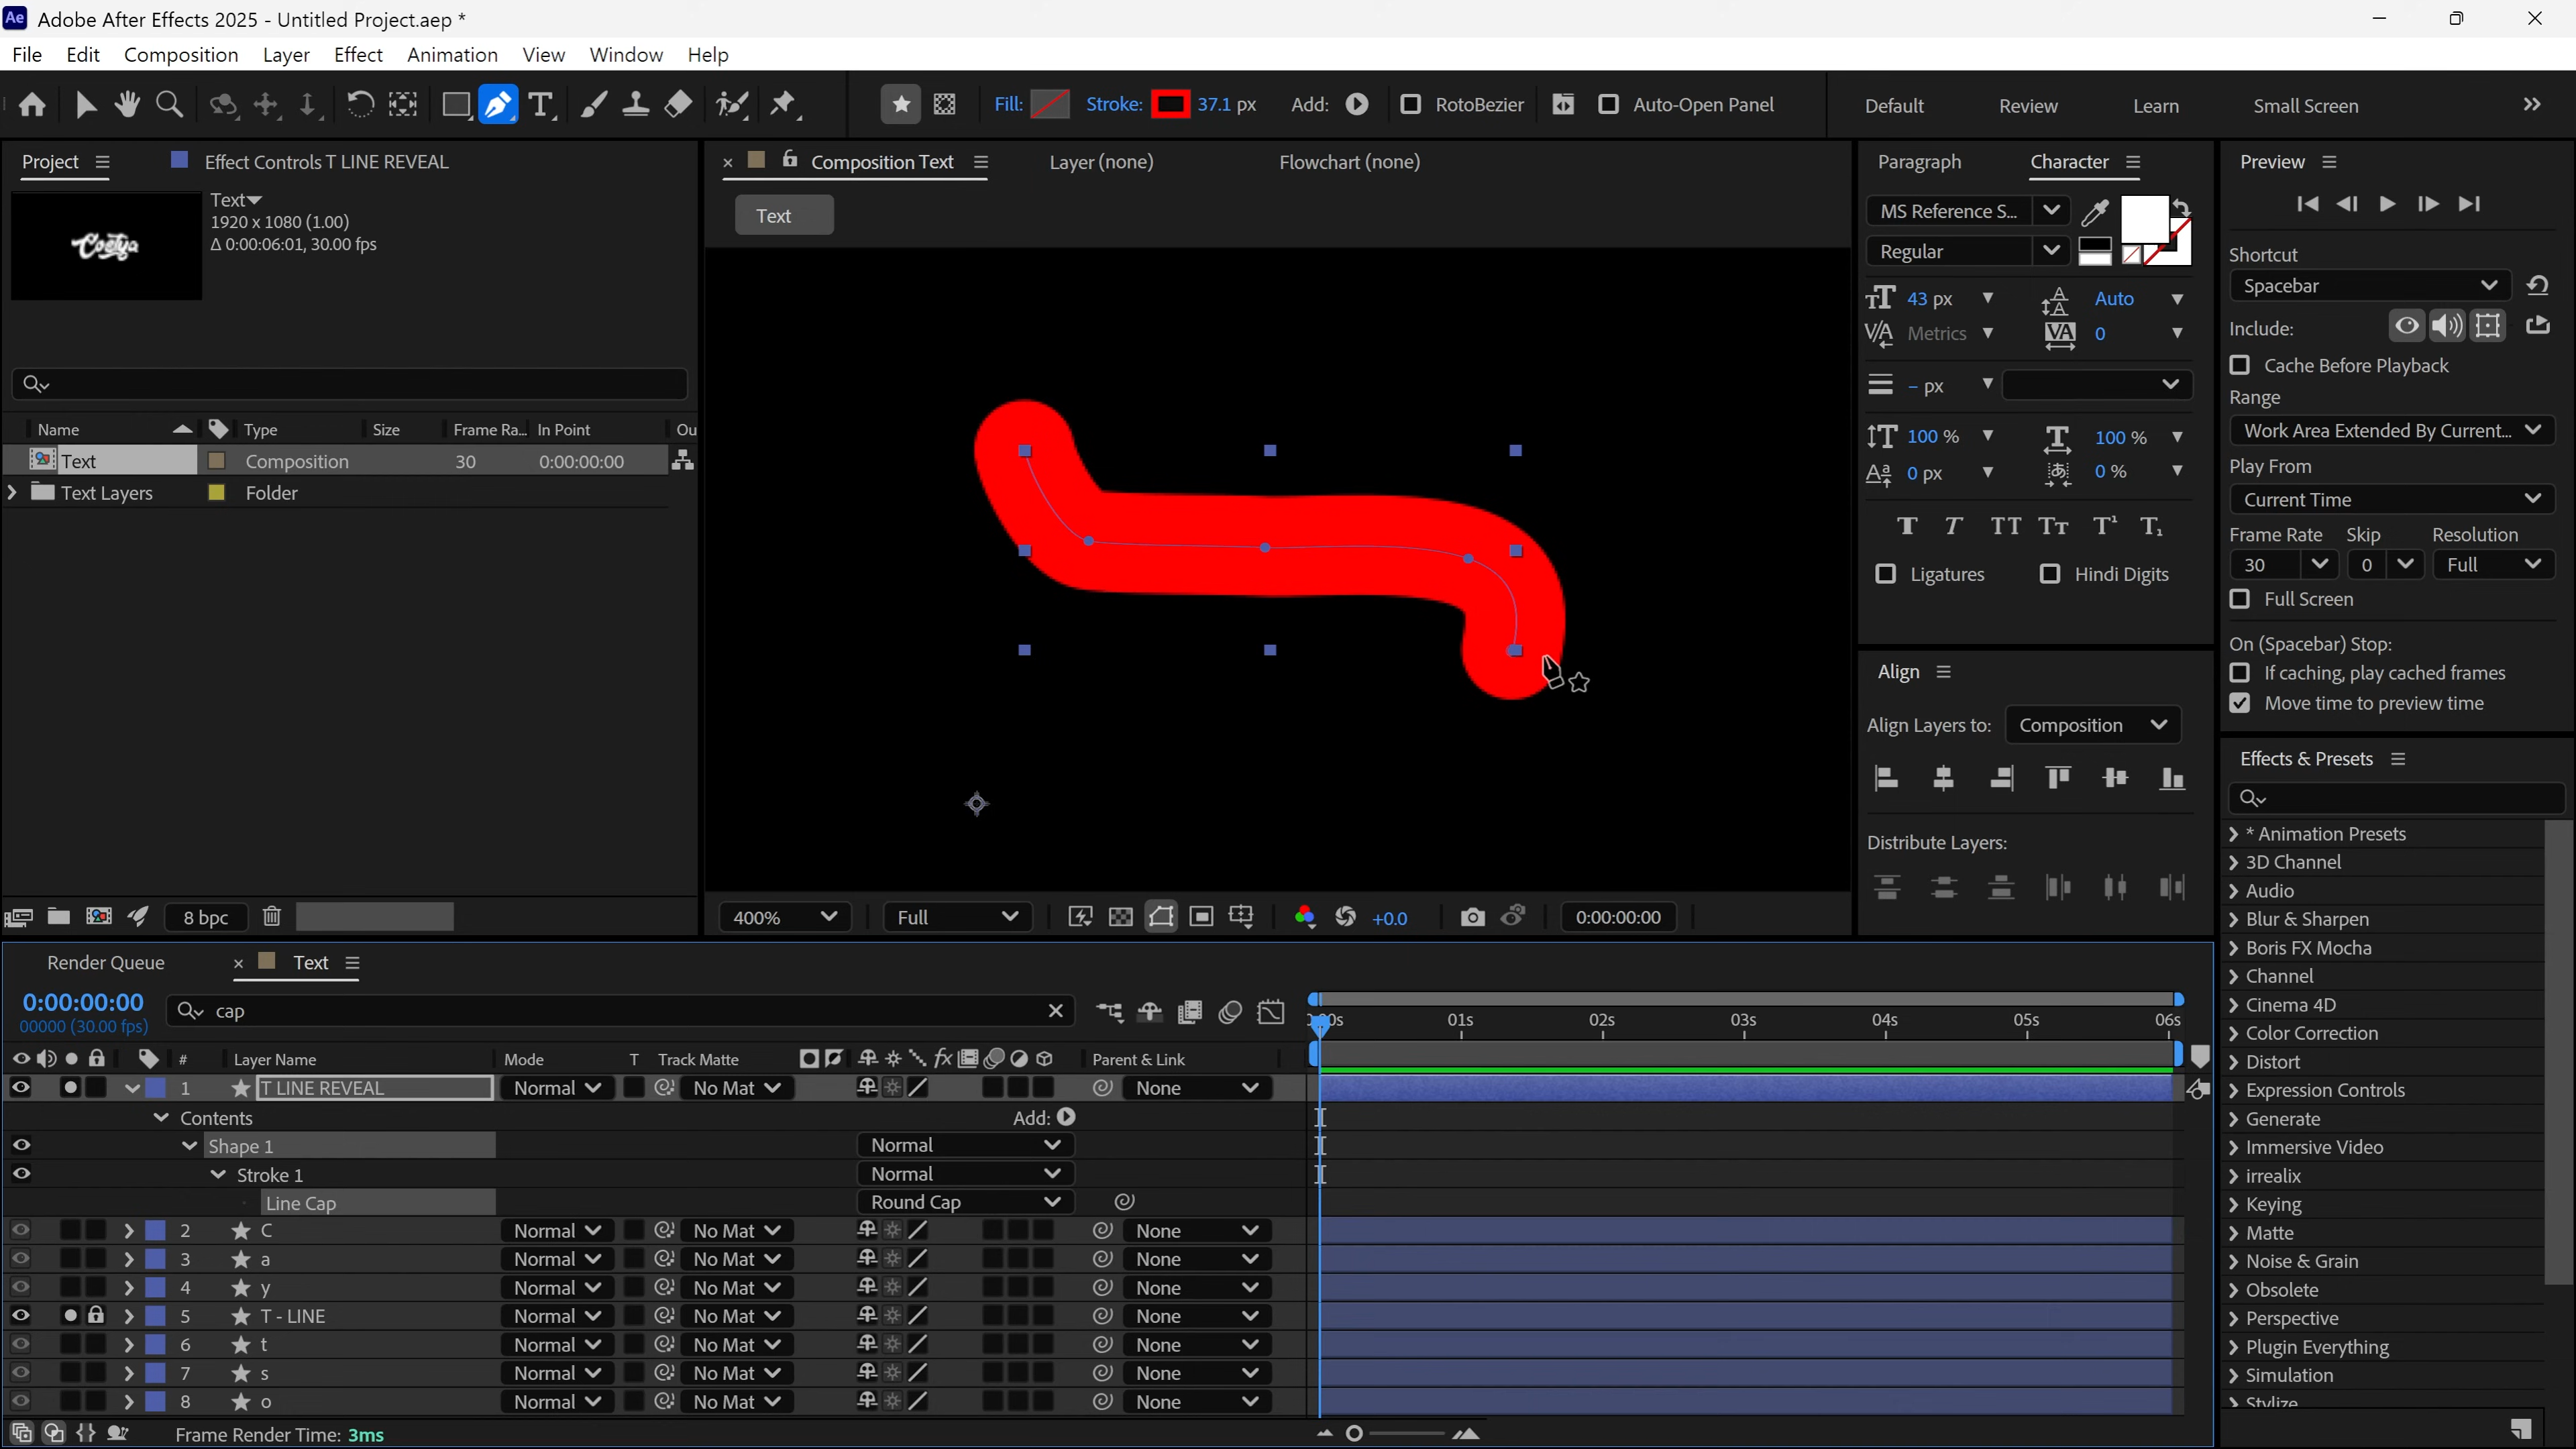 Adobe After Effects 2025 - Untitled Project.aep *
File Edit Composition Layer Effect Animation View Window Help
Fill: Stroke: 37.1 px Add: RotoBezier Auto-Open Panel Default Review Learn Small Screen
Project Effect Controls T LINE REVEAL
Text
1920 x 1080 (1.00)
Δ 0:00:06:01, 30.00 fps
Coetya
Name Type Size Frame Ra... In Point Ou
Text Composition 30 0:00:00:00
Text Layers Folder
8 bpc
Composition Text Layer (none) Flowchart (none)
Text
400% Full +0.0 0:00:00:00
Paragraph Character
MS Reference S...
Regular
43 px Auto
Metrics 0
– px
100 % 100 %
0 px 0 %
T T TT Tт T¹ T₁
Ligatures Hindi Digits
Align
Align Layers to: Composition
Distribute Layers:
Preview
Shortcut
Spacebar
Include:
Cache Before Playback
Range
Work Area Extended By Current...
Play From
Current Time
Frame Rate Skip Resolution
30 0 Full
Full Screen
On (Spacebar) Stop:
If caching, play cached frames
Move time to preview time
Effects & Presets
* Animation Presets
3D Channel
Audio
Blur & Sharpen
Boris FX Mocha
Channel
Cinema 4D
Color Correction
Distort
Expression Controls
Generate
Immersive Video
irrealix
Keying
Matte
Noise & Grain
Obsolete
Perspective
Plugin Everything
Simulation
Stylize
Render Queue Text
0:00:00:00
00000 (30.00 fps)
cap
01s 02s 03s 04s 05s 06s
# Layer Name Mode T Track Matte Parent & Link
1 T LINE REVEAL Normal No Mat None
Contents Add:
Shape 1 Normal
Stroke 1 Normal
Line Cap Round Cap
2 C Normal No Mat None
3 a Normal No Mat None
4 y Normal No Mat None
5 T - LINE Normal No Mat None
6 t Normal No Mat None
7 s Normal No Mat None
8 o Normal No Mat None
Frame Render Time: 3ms